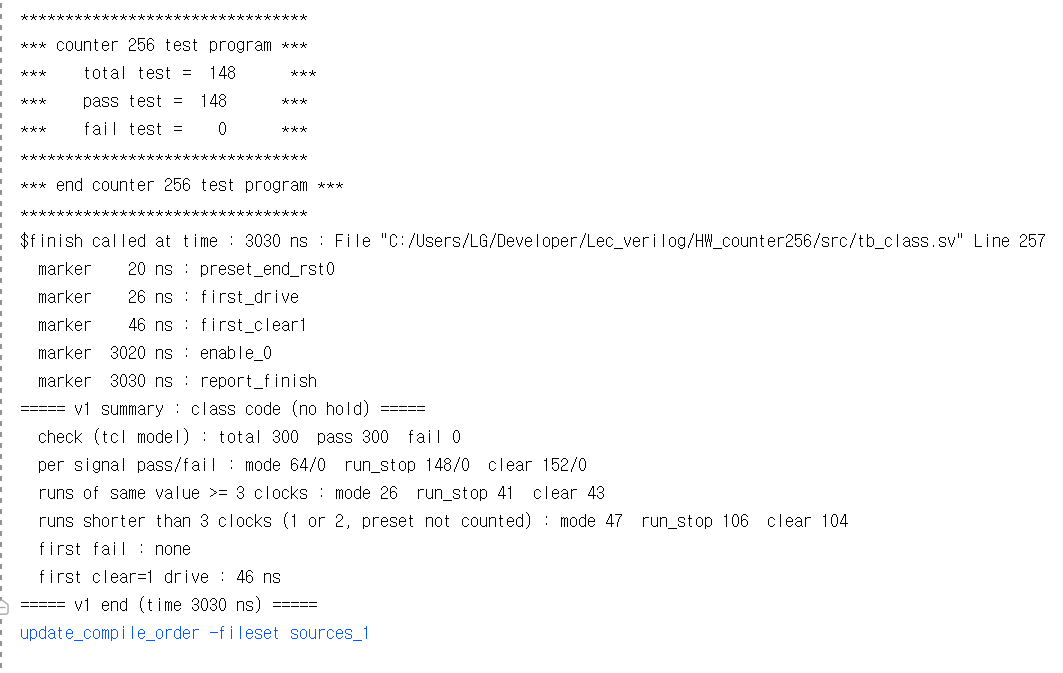 ********************************
*** counter 256 test program ***
***    total test =  148      ***
***    pass test =  148      ***
***    fail test =    0      ***
********************************
*** end counter 256 test program ***
********************************
$finish called at time : 3030 ns : File "C:/Users/LG/Developer/Lec_verilog/HW_counter256/src/tb_class.sv" Line 257
  marker    20 ns : preset_end_rst0
  marker    26 ns : first_drive
  marker    46 ns : first_clear1
  marker  3020 ns : enable_0
  marker  3030 ns : report_finish
===== v1 summary : class code (no hold) =====
  check (tcl model) : total 300  pass 300  fail 0
  per signal pass/fail : mode 64/0  run_stop 148/0  clear 152/0
  runs of same value >= 3 clocks : mode 26  run_stop 41  clear 43
  runs shorter than 3 clocks (1 or 2, preset not counted) : mode 47  run_stop 106  clear 104
  first fail : none
  first clear=1 drive : 46 ns
===== v1 end (time 3030 ns) =====
update_compile_order -fileset sources_1